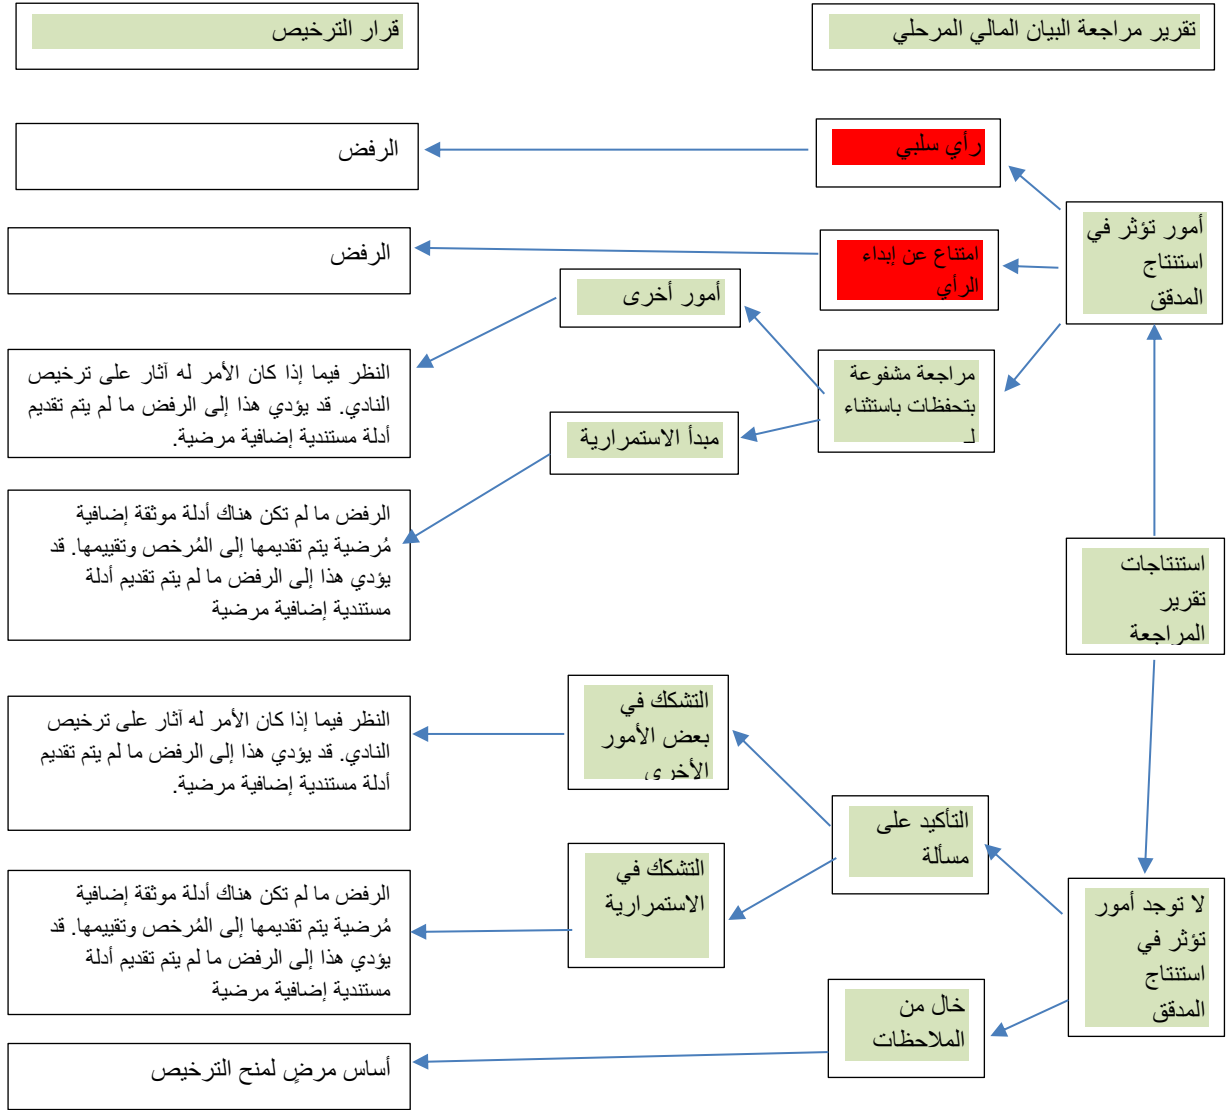 تقرير مراجعة البيان المالي المرحلي
قرار الترخيص
رأي سلبي
الرفض
أمور تؤثر في
استنتاج
المدقق
امتناع عن إبداء
الرأي
الرفض
أمور أخرى
مراجعة مشفوعة
بتحفظات باستثناء
لـ
النظر فيما إذا كان الأمر له آثار على ترخيص
النادي. قد يؤدي هذا إلى الرفض ما لم يتم تقديم
أدلة مستندية إضافية مرضية.
مبدأ الاستمرارية
الرفض ما لم تكن هناك أدلة موثقة إضافية
مُرضية يتم تقديمها إلى المُرخص وتقييمها. قد
يؤدي هذا إلى الرفض ما لم يتم تقديم أدلة
مستندية إضافية مرضية
استنتاجات
تقرير
المراجعة
التشكك في
بعض الأمور
الأخرى
النظر فيما إذا كان الأمر له آثار على ترخيص
النادي. قد يؤدي هذا إلى الرفض ما لم يتم تقديم
أدلة مستندية إضافية مرضية.
التأكيد على
مسألة
التشكك في
الاستمرارية
الرفض ما لم تكن هناك أدلة موثقة إضافية
مُرضية يتم تقديمها إلى المُرخص وتقييمها. قد
يؤدي هذا إلى الرفض ما لم يتم تقديم أدلة
مستندية إضافية مرضية
لا توجد أمور
تؤثر في
استنتاج
المدقق
خال من
الملاحظات
أساس مرضٍ لمنح الترخيص